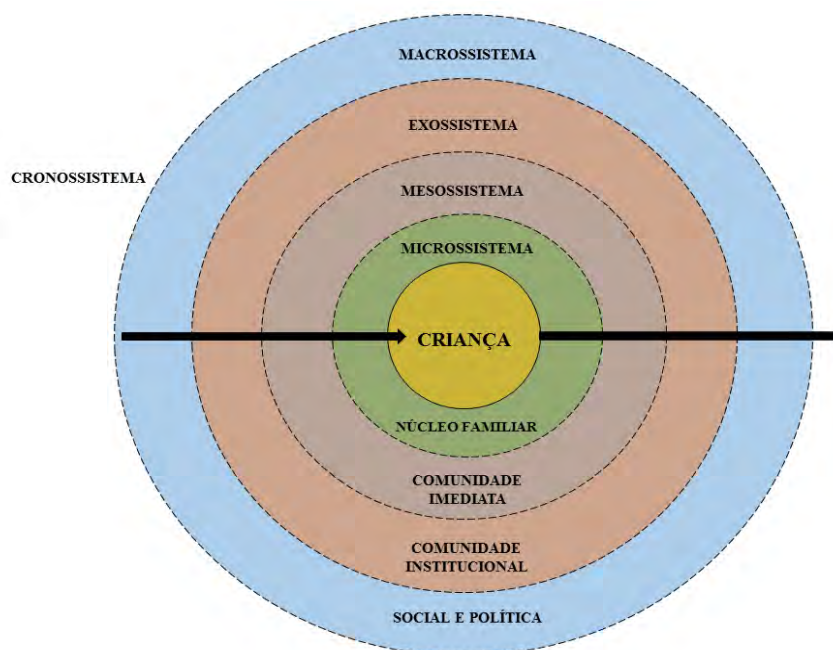 MACROSSISTEMA
EXOSSISTEMA
CRONOSSISTEMA
MESOSSISTEMA
MICROSSISTEMA
CRIANÇA
NÚCLEO FAMILIAR
COMUNIDADE
IMEDIATA
COMUNIDADE
INSTITUCIONAL
SOCIAL E POLÍTICA